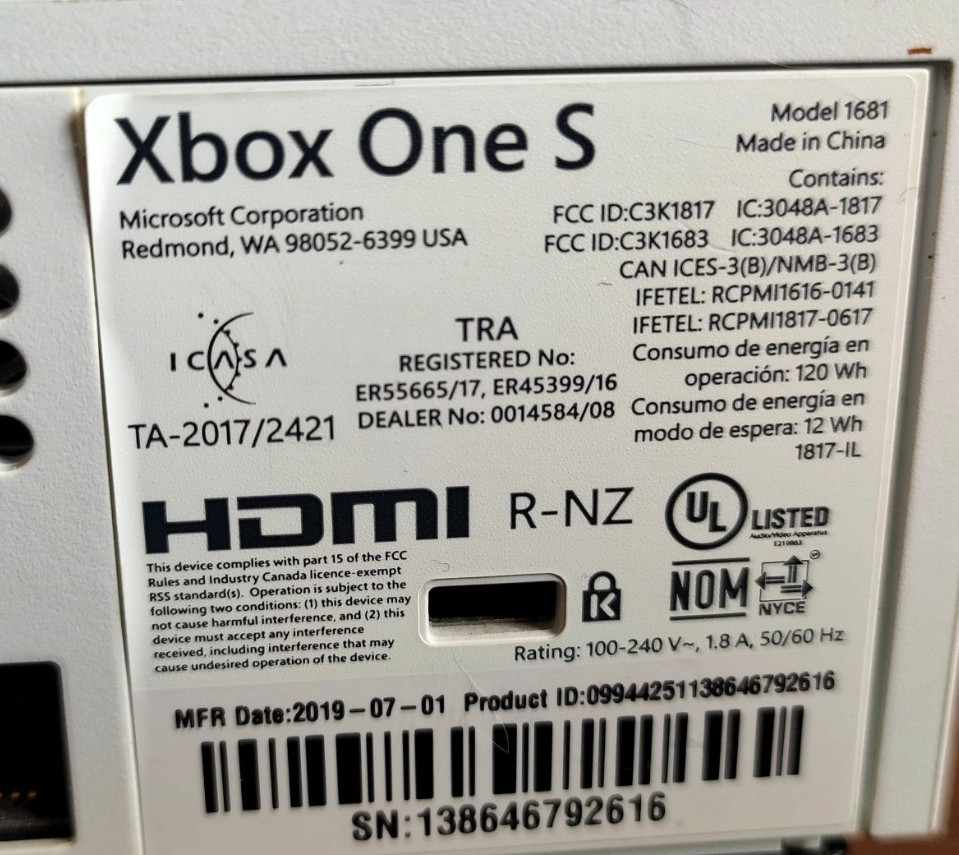 Xbox One S
Microsoft Corporation
Redmond, WA 98052-6399 USA
Model 1681
Made in China
Contains:
FCC ID:C3K1817 IC:3048A-1817
FCC ID:C3K1683 IC:3048A-1683
CAN ICES-3(B)/NMB-3(B)
IFETEL: RCPMI1616-0141
IFETEL: RCPMI1817-0617
Consumo de energía en
operación: 120 Wh
Consumo de energía en
modo de espera: 12 Wh
1817-IL
ICASA
TA-2017/2421
TRA
REGISTERED No:
ER55665/17, ER45399/16
DEALER No: 0014584/08
HDMI
R-NZ
UL LISTED
Audio/Video Apparatus
E219863
This device complies with part 15 of the FCC
Rules and Industry Canada licence-exempt
RSS standard(s). Operation is subject to the
following two conditions: (1) this device may
not cause harmful interference, and (2) this
device must accept any interference
received, including interference that may
cause undesired operation of the device.
K
NOM
NYCE
Rating: 100-240 V~, 1.8 A, 50/60 Hz
MFR Date:2019-07-01 Product ID:09944251138646792616
SN:138646792616